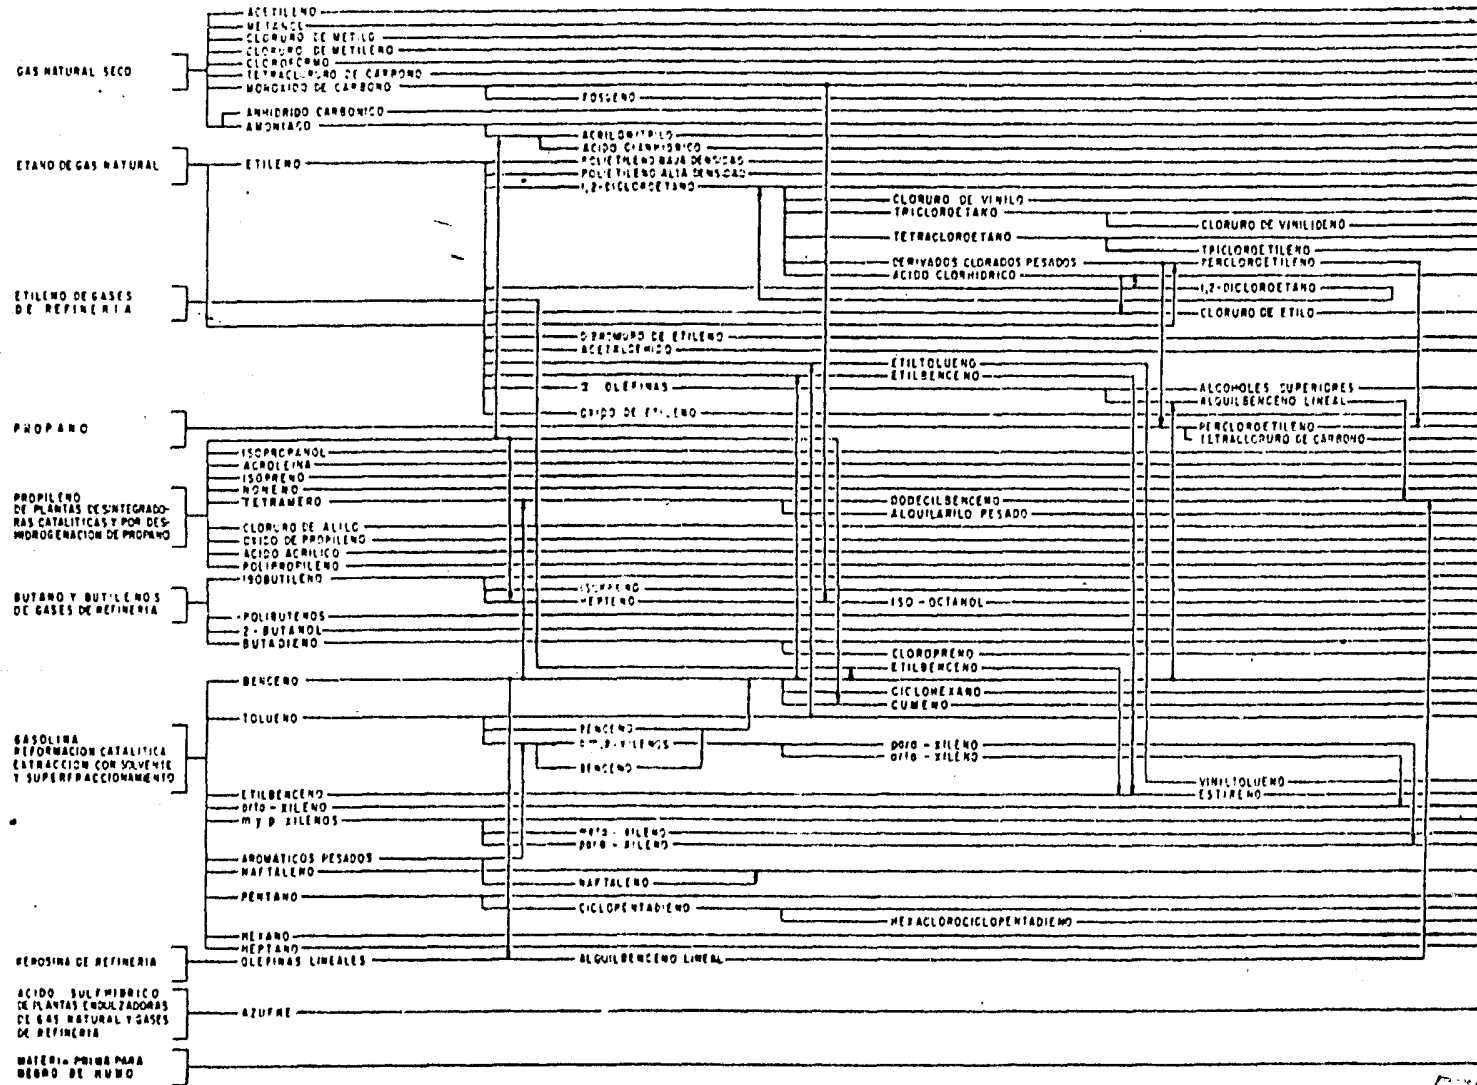 ACETILENO
METANOL
CLORURO DE METILO
CLORURO DE METILENO
CLOROFORMO
TETRACLORURO DE CARBONO
GAS NATURAL SECO
MONOXIDO DE CARBONO
FOSGENO
ANHIDRIDO CARBONICO
AMONIACO
ACRILONITRILO
ACIDO CIANHIDRICO
ETANO DE GAS NATURAL
ETILENO
POLIETILENO BAJA DENSIDAD
POLIETILENO ALTA DENSIDAD
1,2-DICLOROETANO
CLORURO DE VINILO
TRICLOROETANO
CLORURO DE VINILIDENO
TETRACLOROETANO
TRICLOROETILENO
DERIVADOS CLORADOS PESADOS
PERCLOROETILENO
ACIDO CLORHIDRICO
ETILENO DE GASES
DE REFINERIA
1,2-DICLOROETANO
CLORURO DE ETILO
DIBROMURO DE ETILENO
ACETALDEHIDO
ETILTOLUENO
ETILBENCENO
OLEFINAS
ALCOHOLES SUPERIORES
ALQUILBENCENO LINEAL
OXIDO DE ETILENO
PROPANO
PERCLOROETILENO
TETRACLORURO DE CARBONO
ISOPROPANOL
ACROLEINA
ISOPRENO
NONENO
TETRAMERO
DODECILBENCENO
ALQUILARILO PESADO
PROPILENO
DE PLANTAS DESINTEGRADO-
RAS CATALITICAS Y POR DES-
HIDROGENACION DE PROPANO
CLORURO DE ALILO
OXIDO DE PROPILENO
ACIDO ACRILICO
POLIPROPILENO
ISOBUTILENO
BUTANO Y BUTILENOS
DE GASES DE REFINERIA
ISOPRENO
HEPTENO
ISO-OCTANOL
POLIBUTENOS
2-BUTANOL
BUTADIENO
CLOROPRENO
ETILBENCENO
BENCENO
CICLOHEXANO
CUMENO
TOLUENO
BENCENO
o,m,p-XILENOS
para-XILENO
orto-XILENO
BENCENO
GASOLINA
REFORMACION CATALITICA
EXTRACCION CON SOLVENTE
Y SUPERFRACCIONAMIENTO
VINILTOLUENO
ETILBENCENO
ESTIRENO
orto-XILENO
m y p XILENOS
meta-XILENO
para-XILENO
AROMATICOS PESADOS
NAFTALENO
NAFTALENO
PENTANO
CICLOPENTADIENO
HEXACLOROCICLOPENTADIENO
HEXANO
HEPTANO
KEROSINA DE REFINERIA
OLEFINAS LINEALES
ALQUILBENCENO LINEAL
ACIDO SULFHIDRICO
DE PLANTAS ENDULZADORAS
DE GAS NATURAL Y GASES
DE REFINERIA
AZUFRE
MATERIA PRIMA PARA
NEGRO DE HUMO